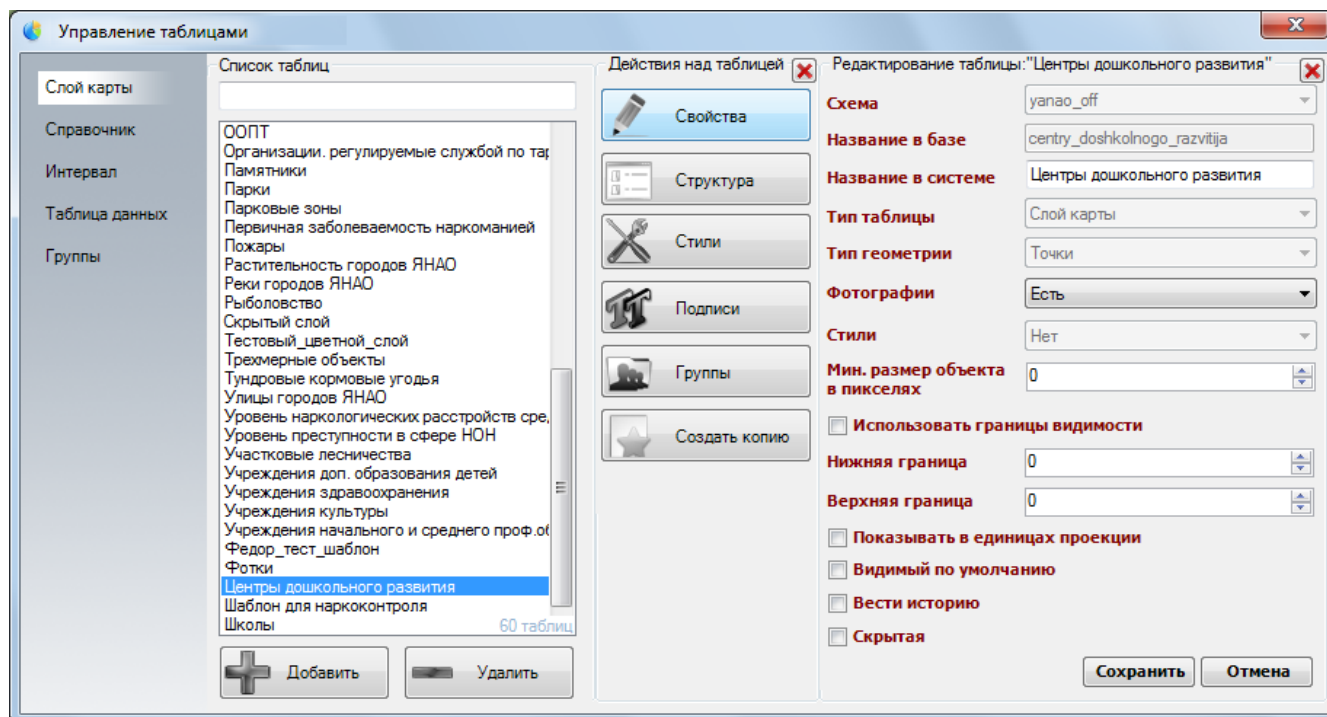 Управление таблицами
Слой карты
Справочник
Интервал
Таблица данных
Группы
Список таблиц
ООПТ
Организации. регулируемые службой по тар
Памятники
Парки
Парковые зоны
Первичная заболеваемость наркоманией
Пожары
Растительность городов ЯНАО
Реки городов ЯНАО
Рыболовство
Скрытый слой
Тестовый_цветной_слой
Трехмерные объекты
Тундровые кормовые угодья
Улицы городов ЯНАО
Уровень наркологических расстройств сре
Уровень преступности в сфере НОН
Участковые лесничества
Учреждения доп. образования детей
Учреждения здравоохранения
Учреждения культуры
Учреждения начального и среднего проф.об
Федор_тест_шаблон
Фотки
Центры дошкольного развития
Шаблон для наркоконтроля
Школы
60 таблиц
Добавить
Удалить
Действия над таблицей
Свойства
Структура
Стили
Подписи
Группы
Создать копию
Редактирование таблицы:"Центры дошкольного развития"
Схема yanao_off
Название в базе centry_doshkolnogo_razvitija
Название в системе Центры дошкольного развития
Тип таблицы Слой карты
Тип геометрии Точки
Фотографии Есть
Стили Нет
Мин. размер объекта
в пикселях 0
Использовать границы видимости
Нижняя граница 0
Верхняя граница 0
Показывать в единицах проекции
Видимый по умолчанию
Вести историю
Скрытая
Сохранить
Отмена